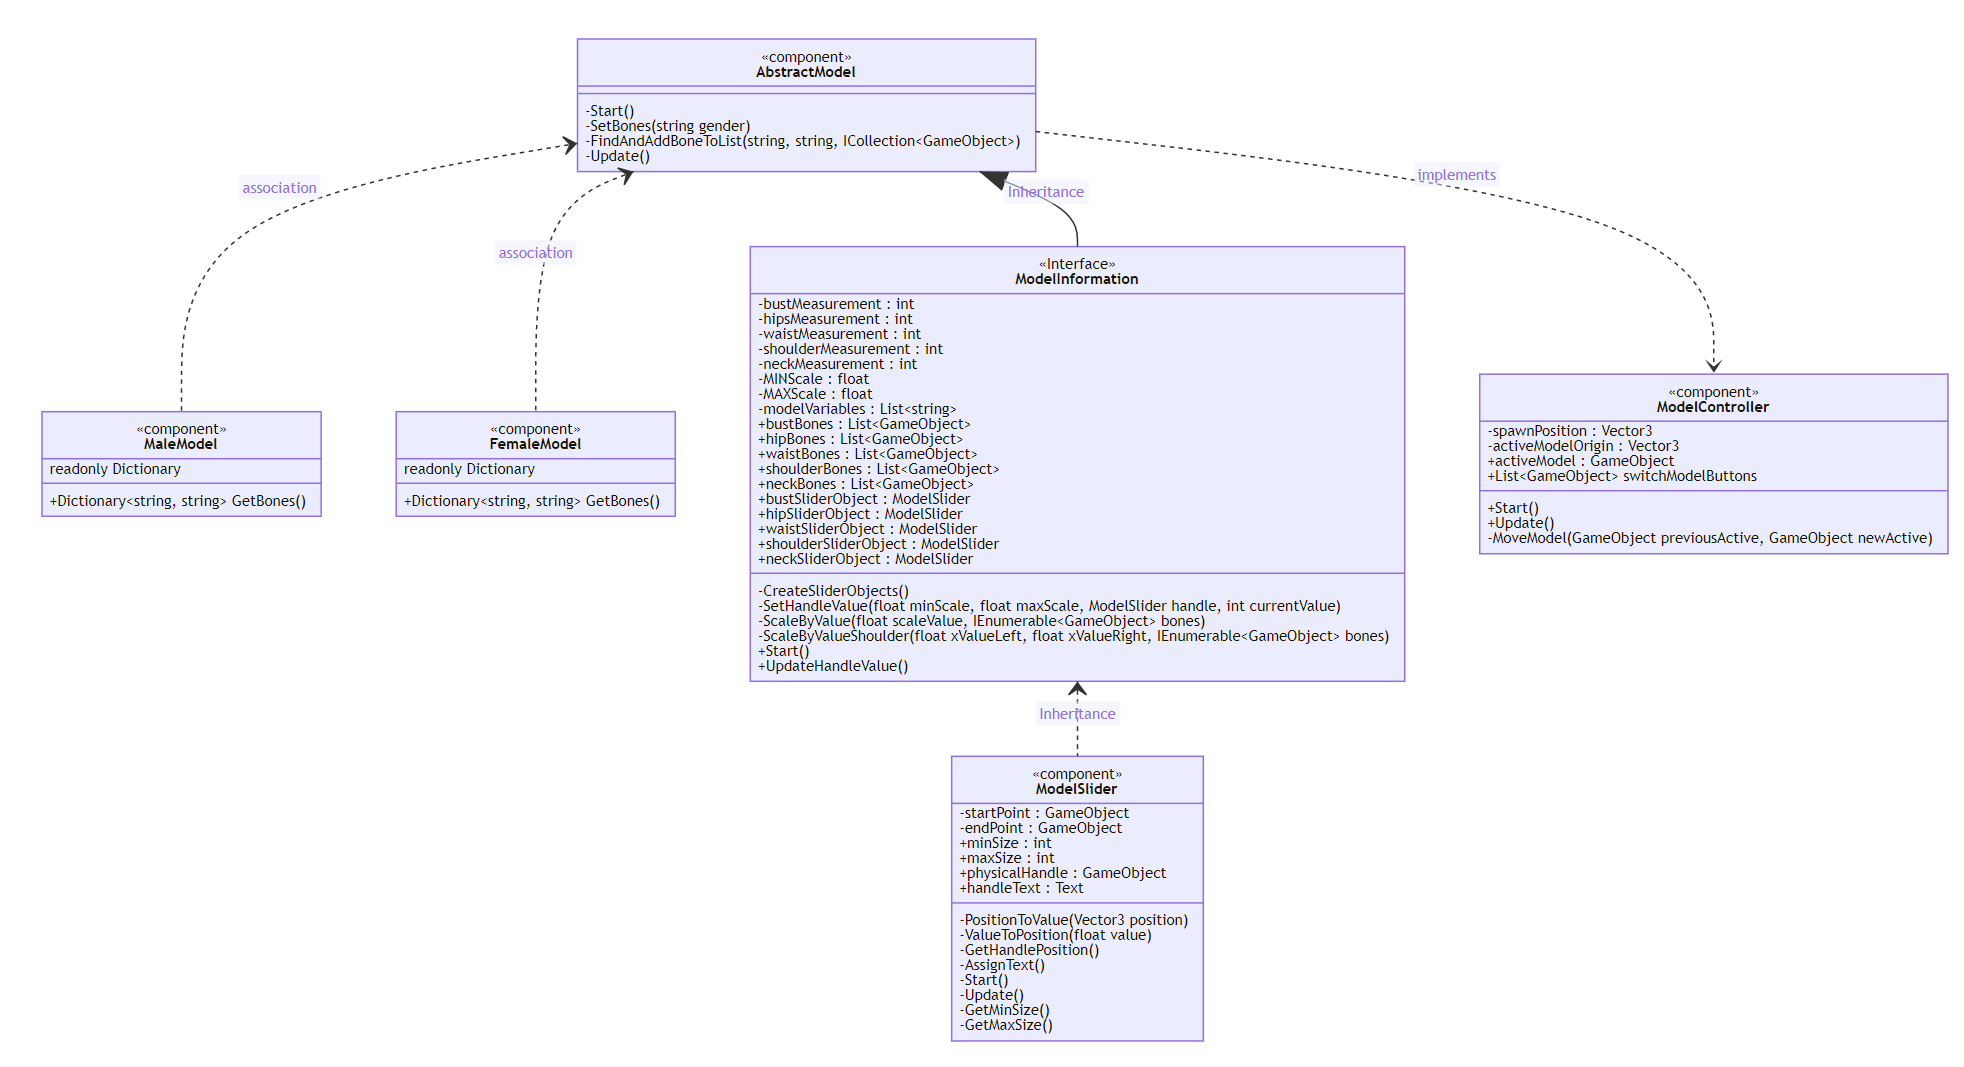 «component»
AbstractModel
-Start()
-SetBones(string gender)
-FindAndAddBoneToList(string, string, ICollection<GameObject>)
-Update()
association
association
Inheritance
implements
«component»
MaleModel
readonly Dictionary
+Dictionary<string, string> GetBones()
«component»
FemaleModel
readonly Dictionary
+Dictionary<string, string> GetBones()
«Interface»
ModelInformation
-bustMeasurement : int
-hipsMeasurement : int
-waistMeasurement : int
-shoulderMeasurement : int
-neckMeasurement : int
-MINScale : float
-MAXScale : float
-modelVariables : List<string>
+bustBones : List<GameObject>
+hipBones : List<GameObject>
+waistBones : List<GameObject>
+shoulderBones : List<GameObject>
+neckBones : List<GameObject>
+bustSliderObject : ModelSlider
+hipSliderObject : ModelSlider
+waistSliderObject : ModelSlider
+shoulderSliderObject : ModelSlider
+neckSliderObject : ModelSlider
-CreateSliderObjects()
-SetHandleValue(float minScale, float maxScale, ModelSlider handle, int currentValue)
-ScaleByValue(float scaleValue, IEnumerable<GameObject> bones)
-ScaleByValueShoulder(float xValueLeft, float xValueRight, IEnumerable<GameObject> bones)
+Start()
+UpdateHandleValue()
«component»
ModelController
-spawnPosition : Vector3
-activeModelOrigin : Vector3
+activeModel : GameObject
+List<GameObject> switchModelButtons
+Start()
+Update()
-MoveModel(GameObject previousActive, GameObject newActive)
Inheritance
«component»
ModelSlider
-startPoint : GameObject
-endPoint : GameObject
+minSize : int
+maxSize : int
+physicalHandle : GameObject
+handleText : Text
-PositionToValue(Vector3 position)
-ValueToPosition(float value)
-GetHandlePosition()
-AssignText()
-Start()
-Update()
-GetMinSize()
-GetMaxSize()